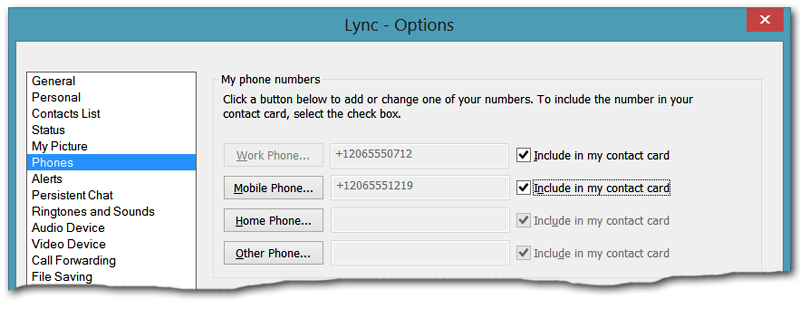 Lync - Options
General
Personal
Contacts List
Status
My Picture
Phones
Alerts
Persistent Chat
Ringtones and Sounds
Audio Device
Video Device
Call Forwarding
File Saving
My phone numbers
Click a button below to add or change one of your numbers. To include the number in your
contact card, select the check box.
Work Phone... +12065550712 Include in my contact card
Mobile Phone... +12065551219 Include in my contact card
Home Phone... Include in my contact card
Other Phone... Include in my contact card